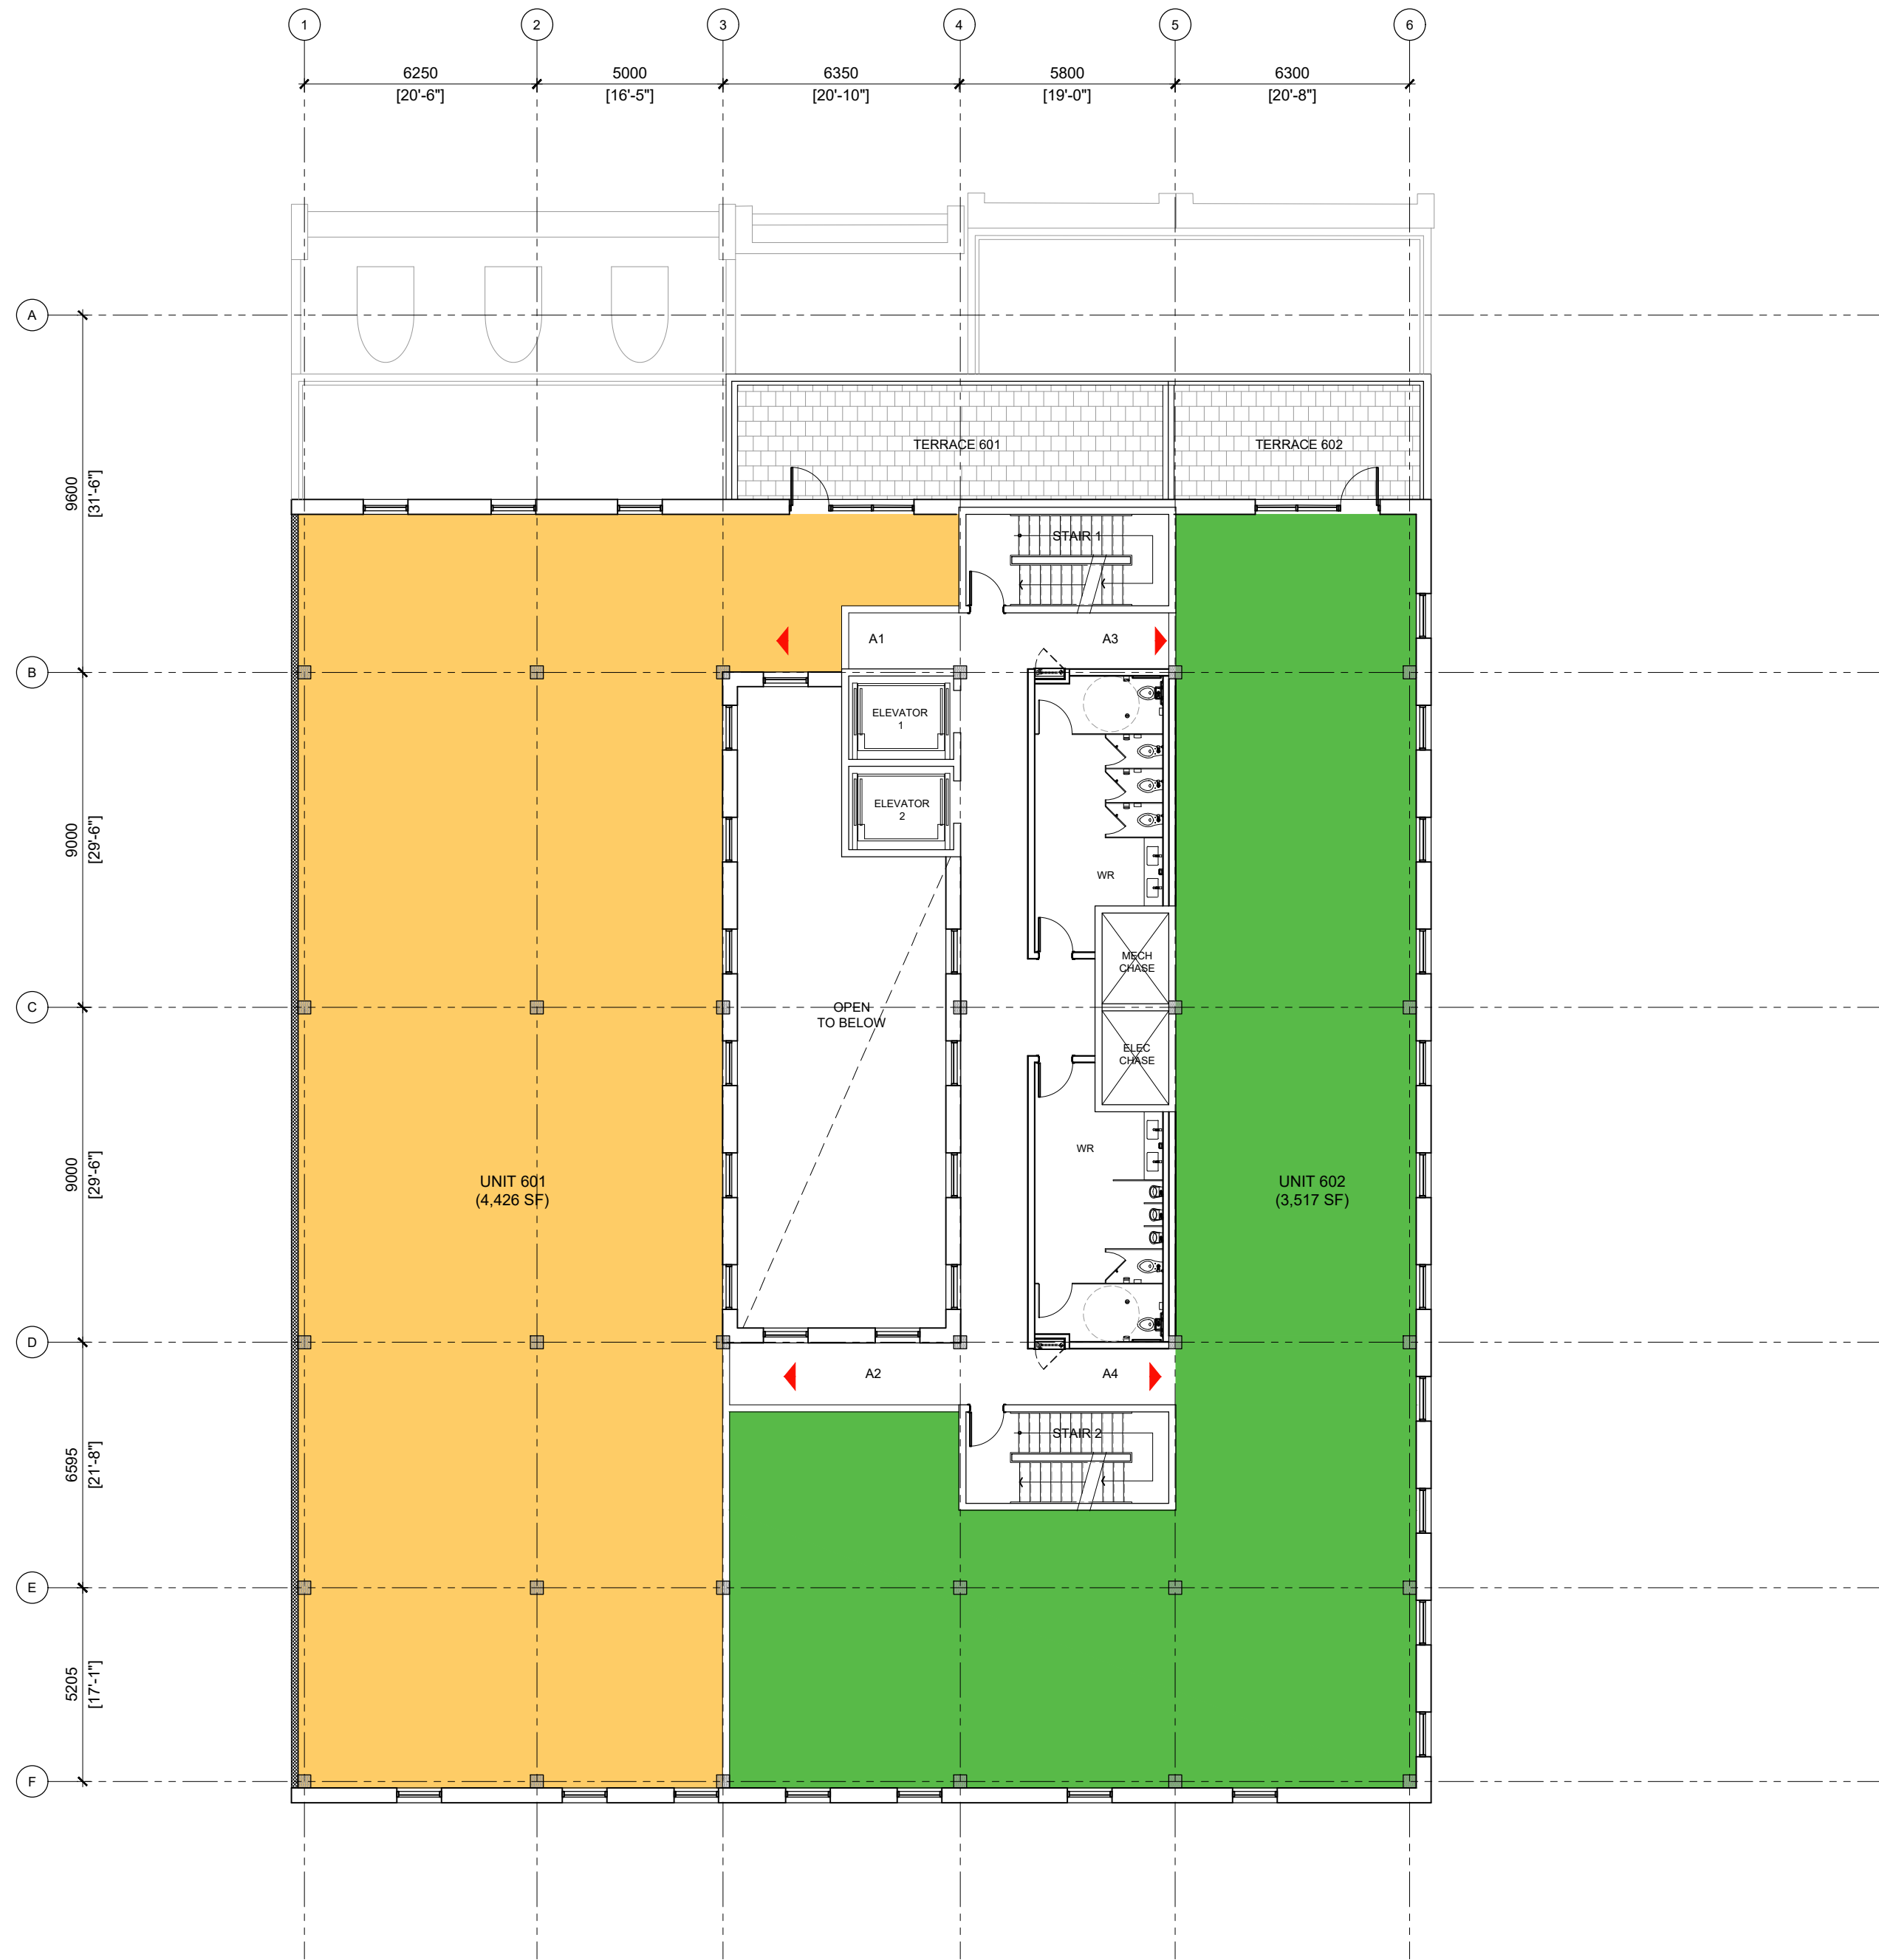 1
2
3
4
5
6
6250
[20'-6"]
5000
[16'-5"]
6350
[20'-10"]
5800
[19'-0"]
6300
[20'-8"]
A
9600
[31'-6"]
TERRACE 601
TERRACE 602
STAIR 1
A1
A3
B
ELEVATOR
1
ELEVATOR
2
9000
[29'-6"]
WR
MECH
CHASE
C
OPEN
TO BELOW
ELEC
CHASE
WR
9000
[29'-6"]
UNIT 601
(4,426 SF)
UNIT 602
(3,517 SF)
D
A2
A4
STAIR 2
6595
[21'-8"]
E
5205
[17'-1"]
F